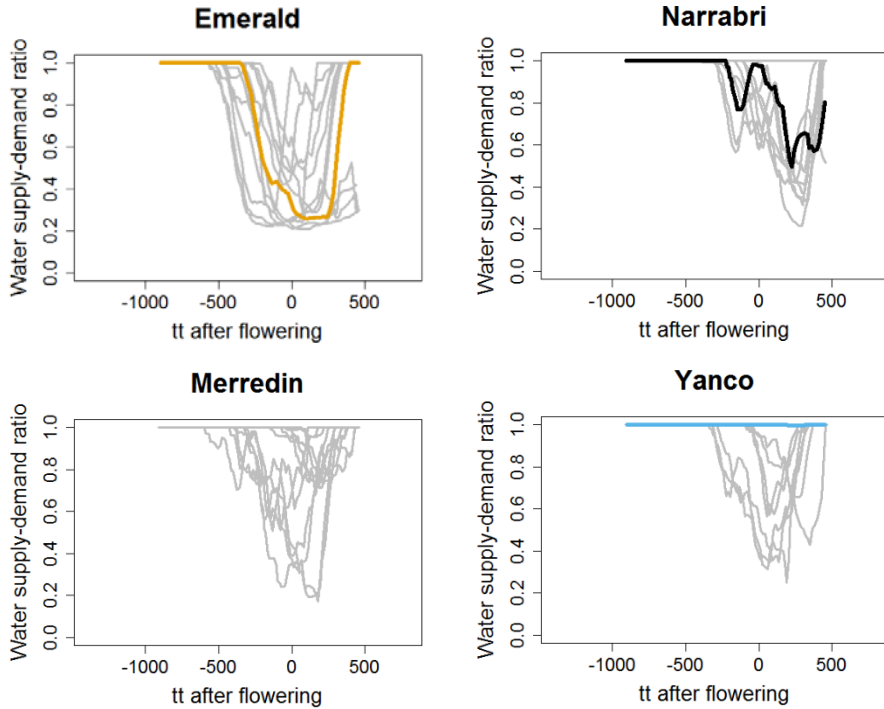 Emerald
Water supply-demand ratio
0.0 0.2 0.4 0.6 0.8 1.0
-1000 -500 0 500
tt after flowering
Narrabri
Water supply-demand ratio
0.0 0.2 0.4 0.6 0.8 1.0
-1000 -500 0 500
tt after flowering
Merredin
Water supply-demand ratio
0.0 0.2 0.4 0.6 0.8 1.0
-1000 -500 0 500
tt after flowering
Yanco
Water supply-demand ratio
0.0 0.2 0.4 0.6 0.8 1.0
-1000 -500 0 500
tt after flowering